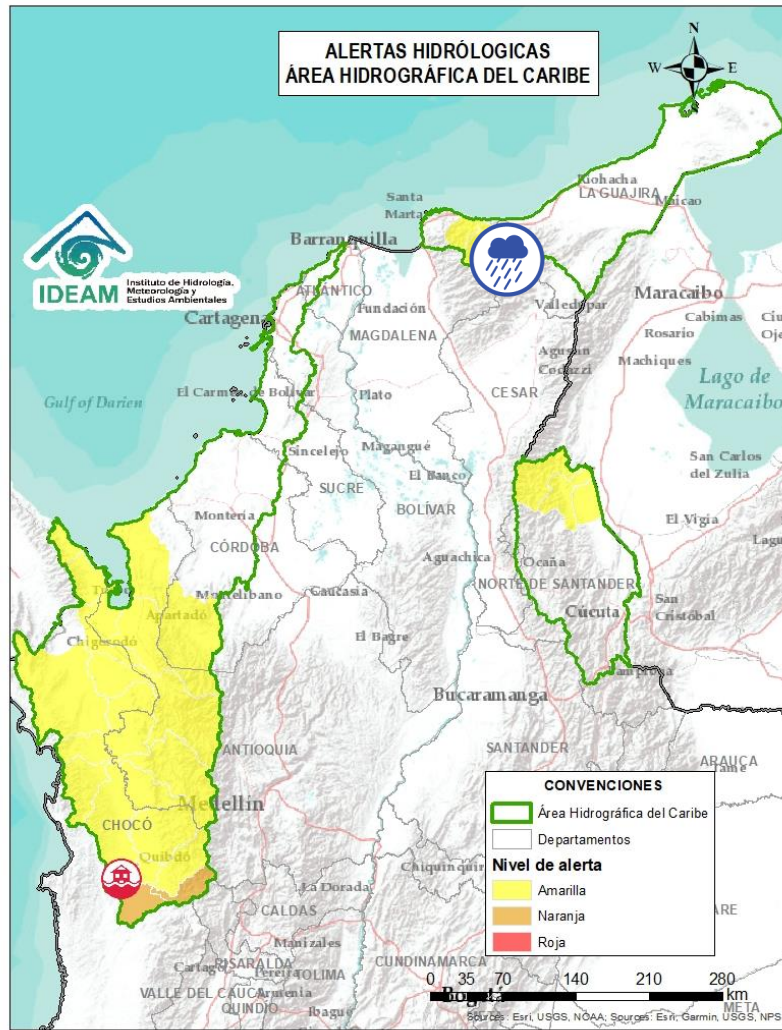 ALERTAS HIDRÓLOGICAS
ÁREA HIDROGRÁFICA DEL CARIBE
N
W E
S
Riohacha
LA GUAJIRA
Maicao
Santa
Marta
Barranquilla
IDEAM
Instituto de Hidrología,
Meteorología y
Estudios Ambientales
ATLÁNTICO
Cartagena
Fundación
MAGDALENA
Valledupar
Maracaibo
Cabimas
Rosario
Agustín
Codazzi
Machiques
Lago de
Maracaibo
Gulf of Darien
El Carmen de Bolívar
Plato
CESAR
Sincelejo
Magangué
El Banco
SUCRE
BOLÍVAR
San Carlos
del Zulia
Montería
CÓRDOBA
El Vigía
Aguachica
Ocaña
NORTE DE SANTANDER
Turbo
Apartadó
Montelíbano
Caucasia
Cúcuta
San
Cristóbal
Chigorodó
El Bagre
Pamplona
Bucaramanga
ANTIOQUIA
SANTANDER
ARAUCA
Tame
Medellín
CHOCÓ
Quibdó
La Dorada
CALDAS
Manizales
Cartago
RISARALDA
Pereira
TOLIMA
CUNDINAMARCA
VALLE DEL CAUCA
Armenia
QUINDÍO
Ibagué
Bogotá
META
CONVENCIONES
Área Hidrográfica del Caribe
Departamentos
Nivel de alerta
Amarilla
Naranja
Roja
0 35 70 140 210 280
km
Sources: Esri, USGS, NOAA; Sources: Esri, Garmin, USGS, NPS